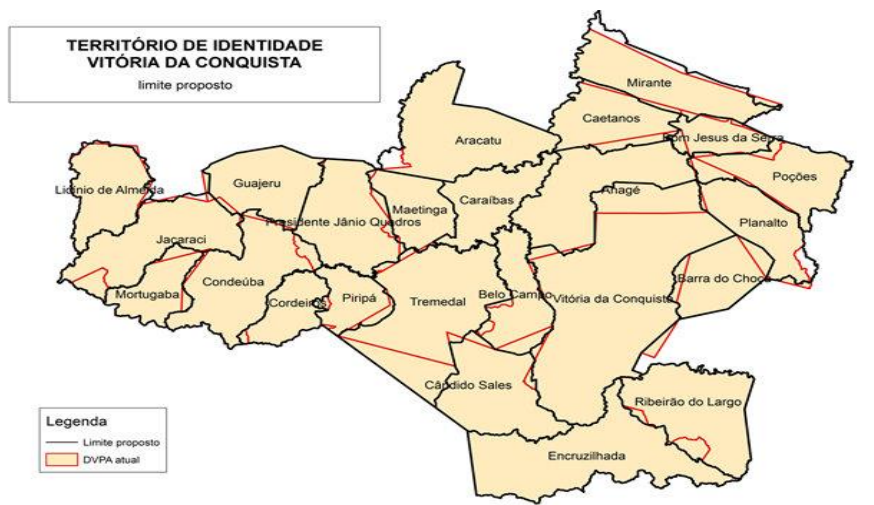 TERRITÓRIO DE IDENTIDADE
VITÓRIA DA CONQUISTA
limite proposto
Mirante
Caetanos
Bom Jesus da Serra
Aracatu
Poções
Licínio de Almeida
Guajeru
Caraíbas
Anagé
Maetinga
Presidente Jânio Quadros
Planalto
Jacaraci
Barra do Choça
Condeúba
Mortugaba
Cordeiros
Piripá
Tremedal
Belo Campo
Vitória da Conquista
Cândido Sales
Ribeirão do Largo
Encruzilhada
Legenda
Limite proposto
DVPA atual